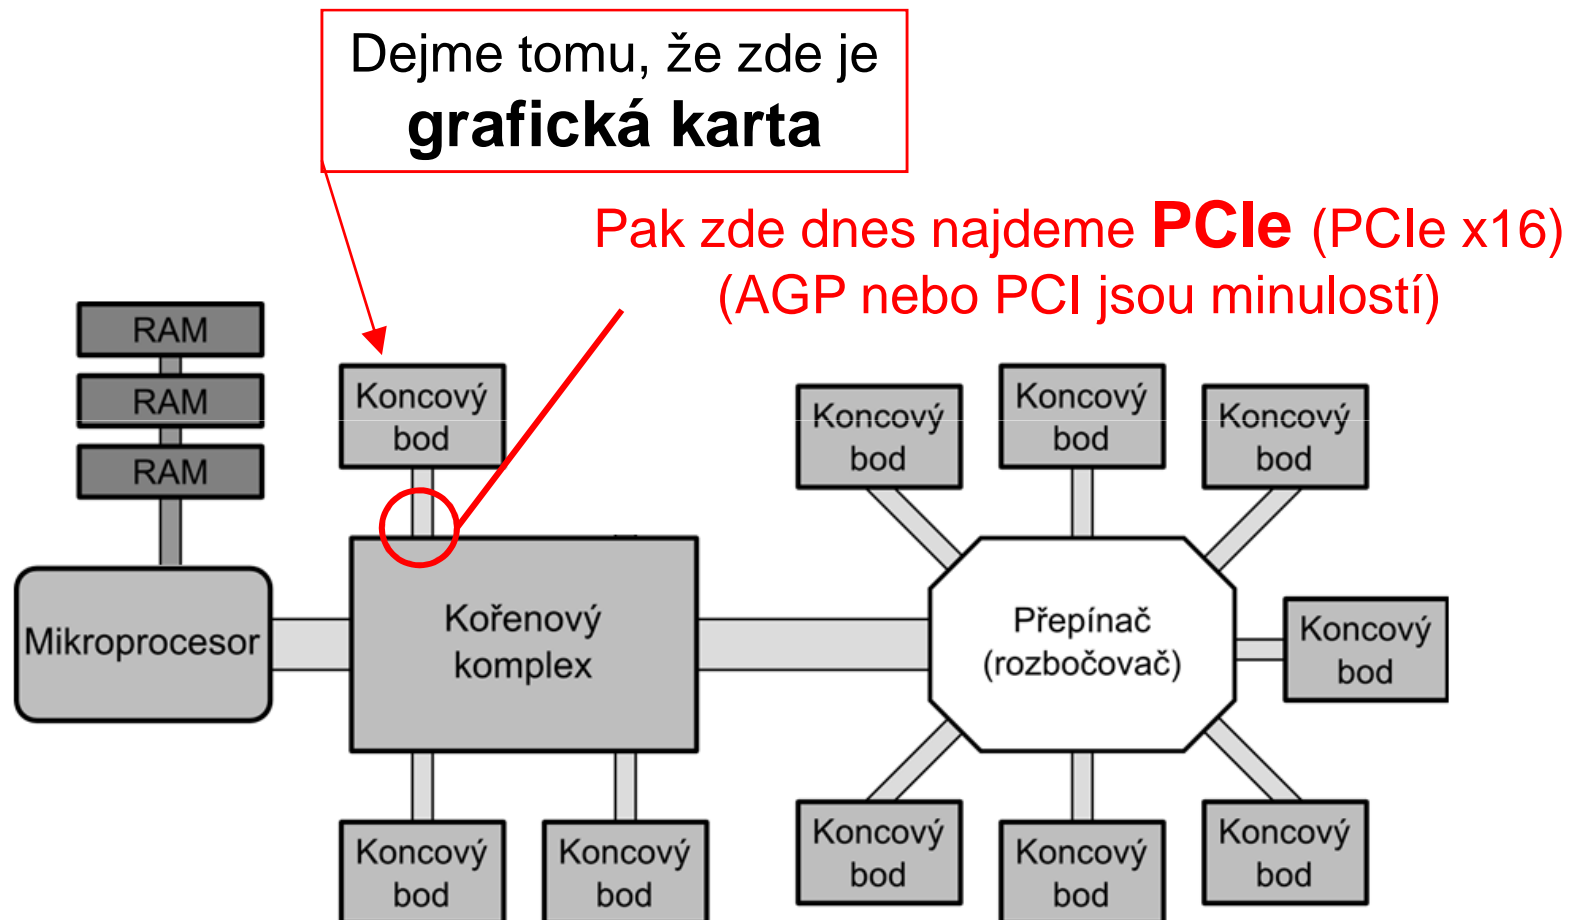 Dejme tomu, že zde je
grafická karta
Pak zde dnes najdeme PCIe (PCIe x16)
(AGP nebo PCI jsou minulostí)
RAM
RAM
RAM
Koncový
bod
Koncový
bod
Koncový
bod
Koncový
bod
Mikroprocesor
Kořenový
komplex
Přepínač
(rozbočovač)
Koncový
bod
Koncový
bod
Koncový
bod
Koncový
bod
Koncový
bod
Koncový
bod